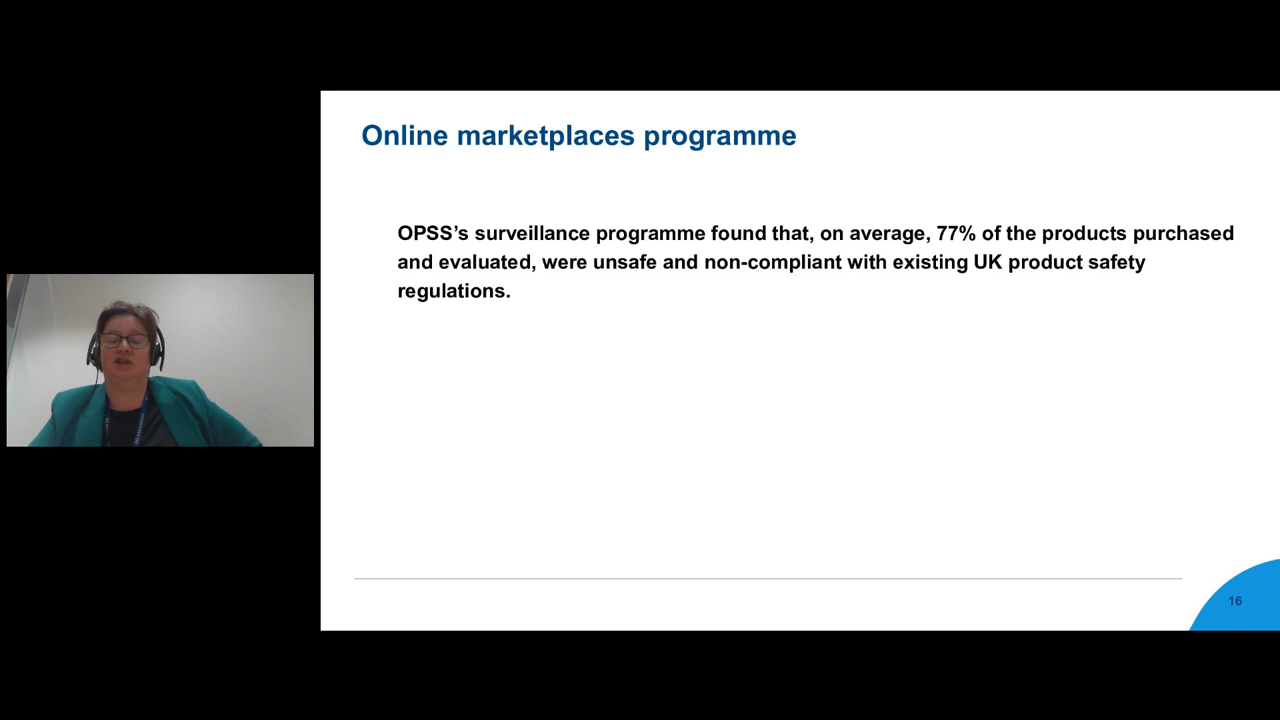 Online marketplaces programme
OPSS’s surveillance programme found that, on average, 77% of the products purchased
and evaluated, were unsafe and non-compliant with existing UK product safety
regulations.
16